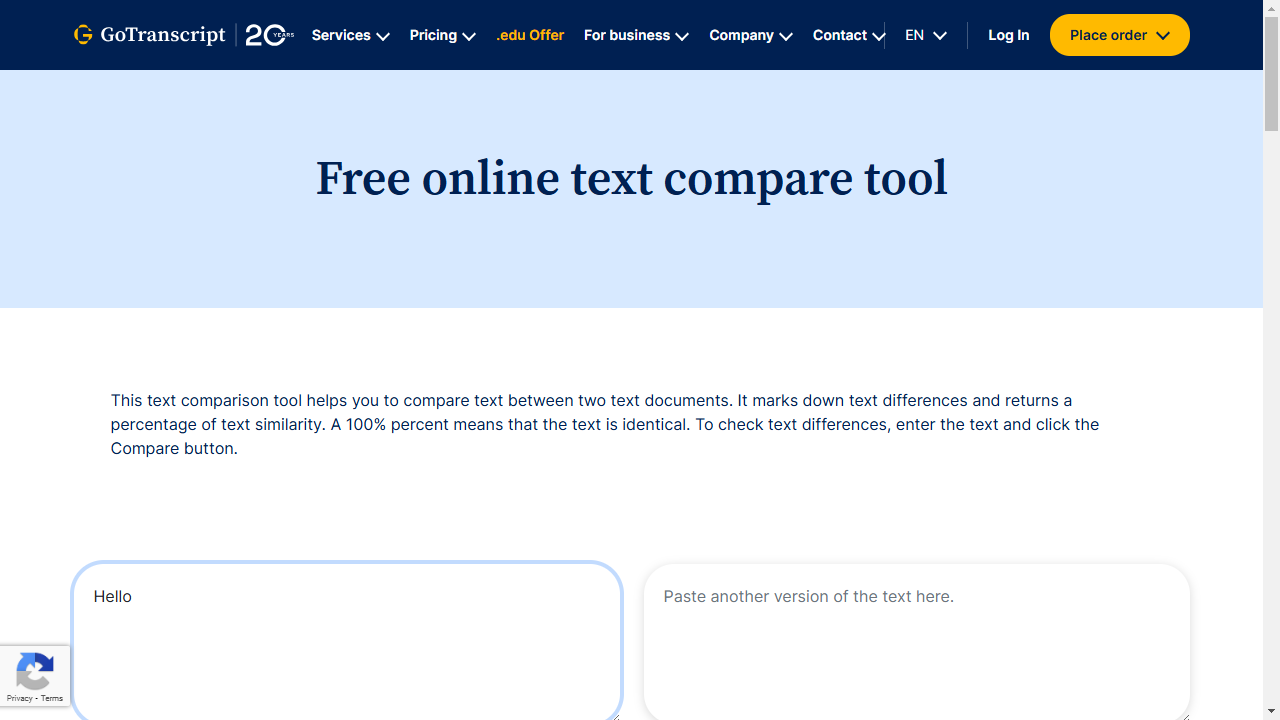 GoTranscript 20 YEARS Services Pricing .edu Offer For business Company Contact EN Log In Place order
Free online text compare tool
This text comparison tool helps you to compare text between two text documents. It marks down text differences and returns a
percentage of text similarity. A 100% percent means that the text is identical. To check text differences, enter the text and click the
Compare button.
Hello
Paste another version of the text here.
Privacy - Terms